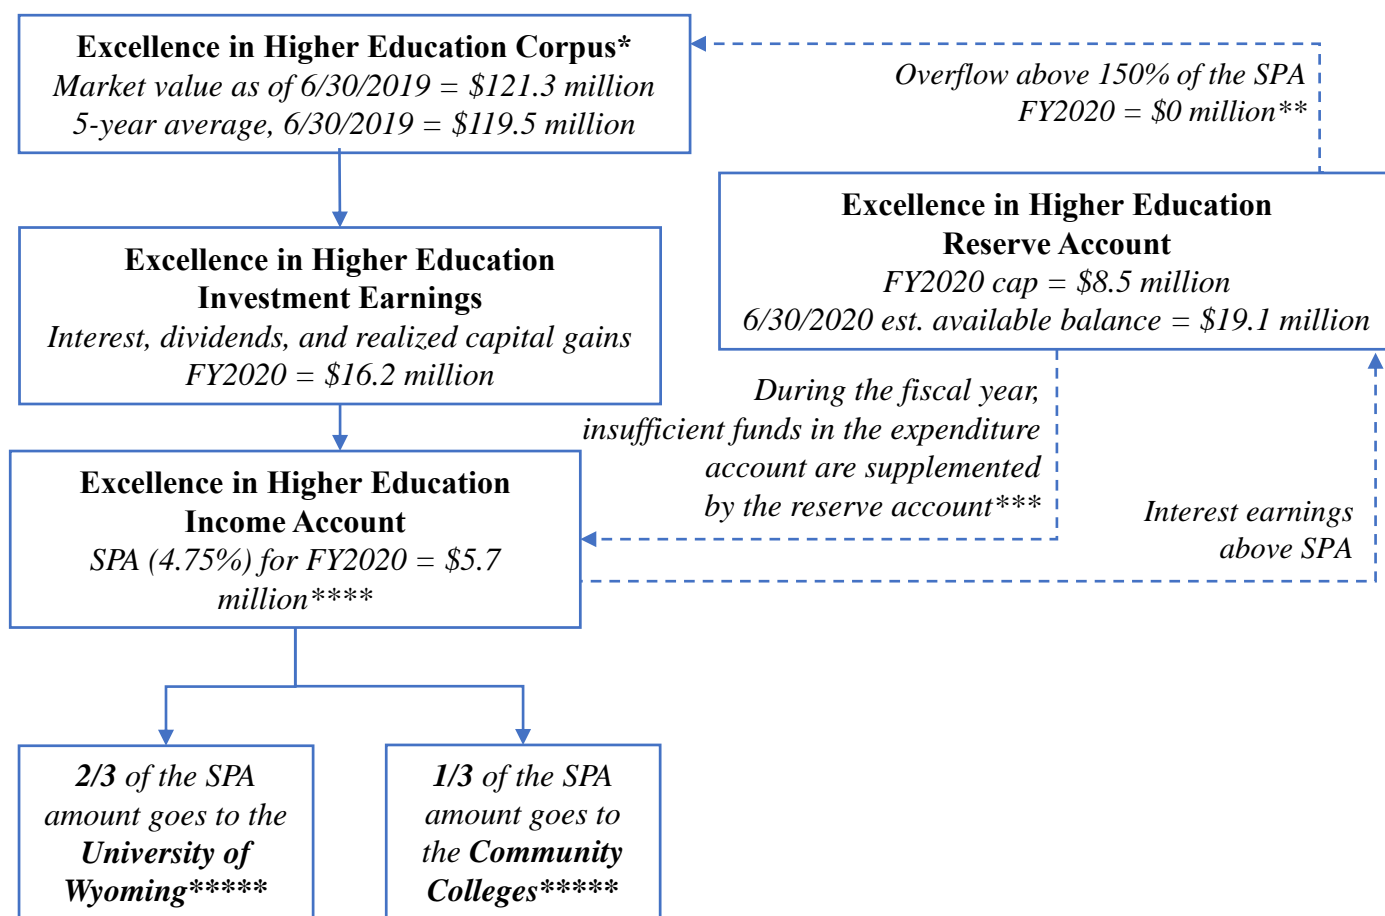 Excellence in Higher Education Corpus*
Market value as of 6/30/2019 = $121.3 million
5-year average, 6/30/2019 = $119.5 million
Overflow above 150% of the SPA
FY2020 = $0 million**
Excellence in Higher Education
Reserve Account
FY2020 cap = $8.5 million
6/30/2020 est. available balance = $19.1 million
Excellence in Higher Education
Investment Earnings
Interest, dividends, and realized capital gains
FY2020 = $16.2 million
During the fiscal year,
insufficient funds in the expenditure
account are supplemented
by the reserve account***
Interest earnings
above SPA
Excellence in Higher Education
Income Account
SPA (4.75%) for FY2020 = $5.7
million****
2/3 of the SPA
amount goes to the
University of
Wyoming*****
1/3 of the SPA
amount goes to
the Community
Colleges*****